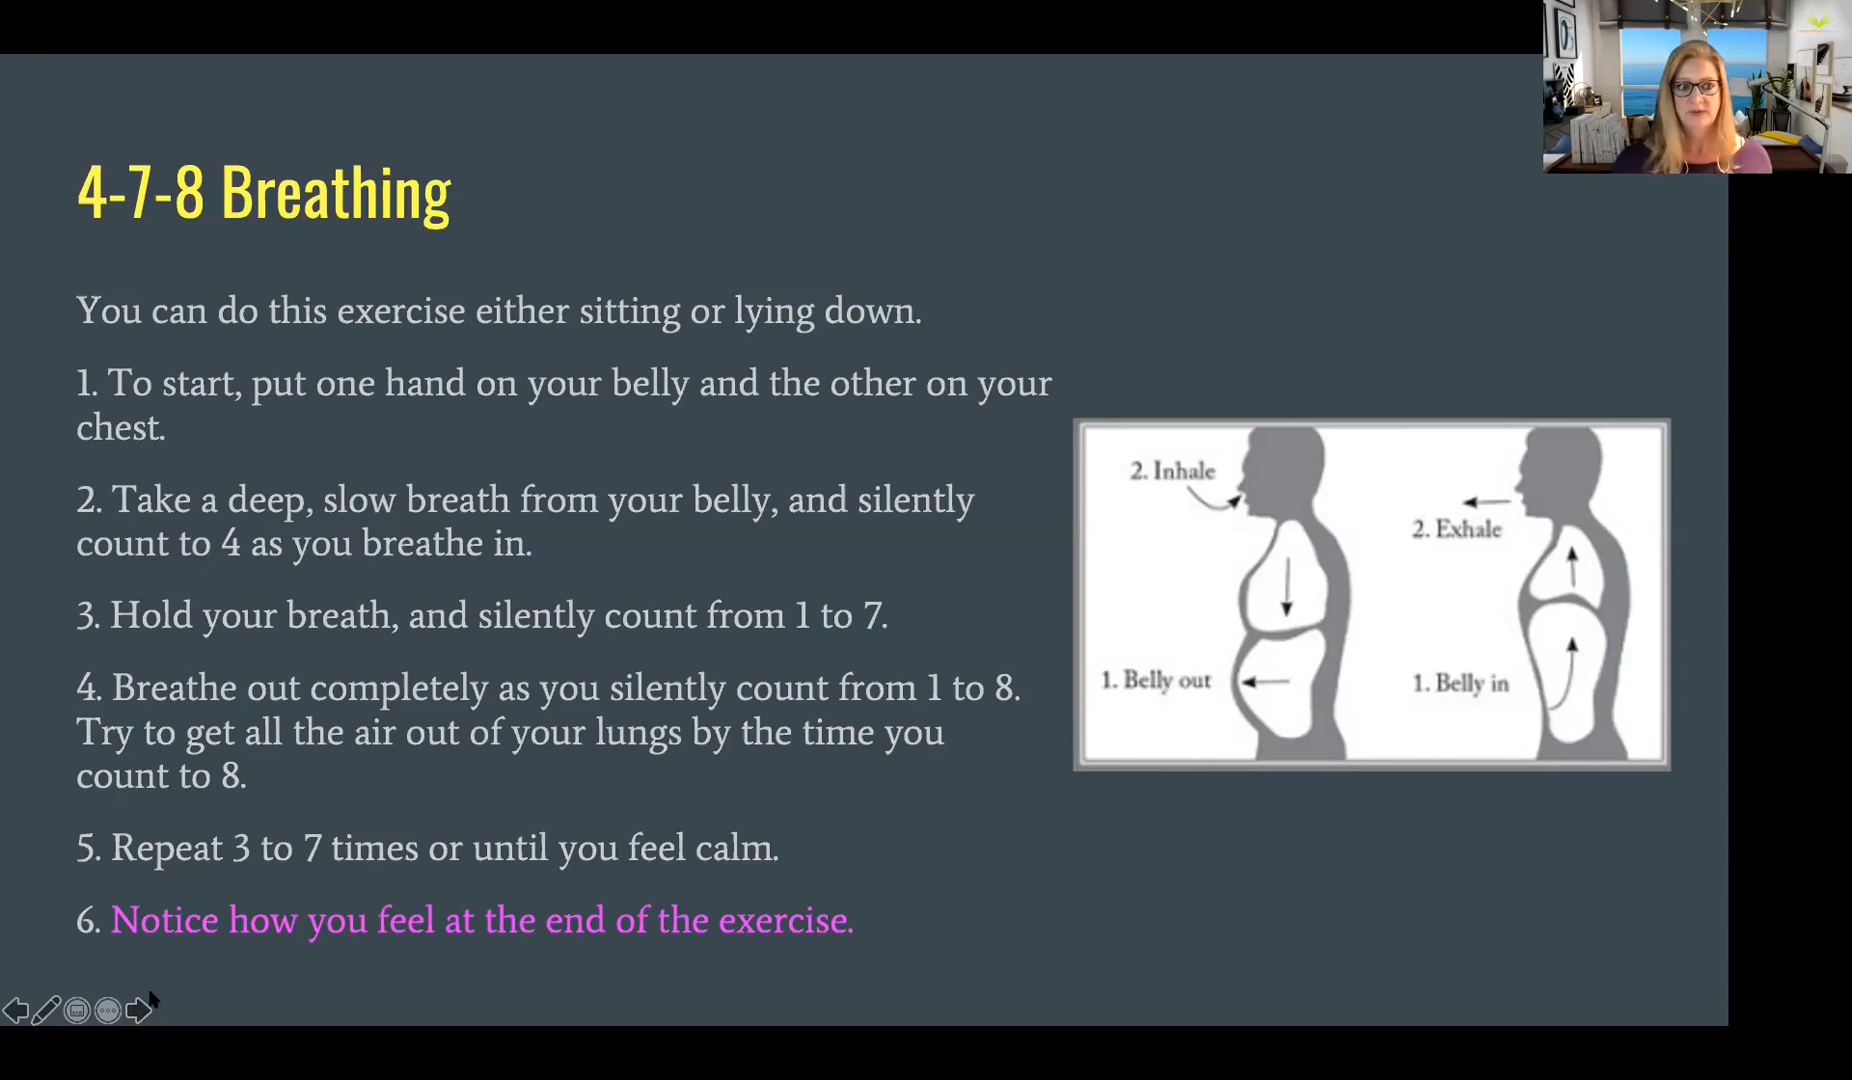 4-7-8 Breathing
You can do this exercise either sitting or lying down.
1. To start, put one hand on your belly and the other on your
chest.
2. Take a deep, slow breath from your belly, and silently
count to 4 as you breathe in.
3. Hold your breath, and silently count from 1 to 7.
4. Breathe out completely as you silently count from 1 to 8.
Try to get all the air out of your lungs by the time you
count to 8.
5. Repeat 3 to 7 times or until you feel calm.
6. Notice how you feel at the end of the exercise.
2. Inhale
1. Belly out
2. Exhale
1. Belly in